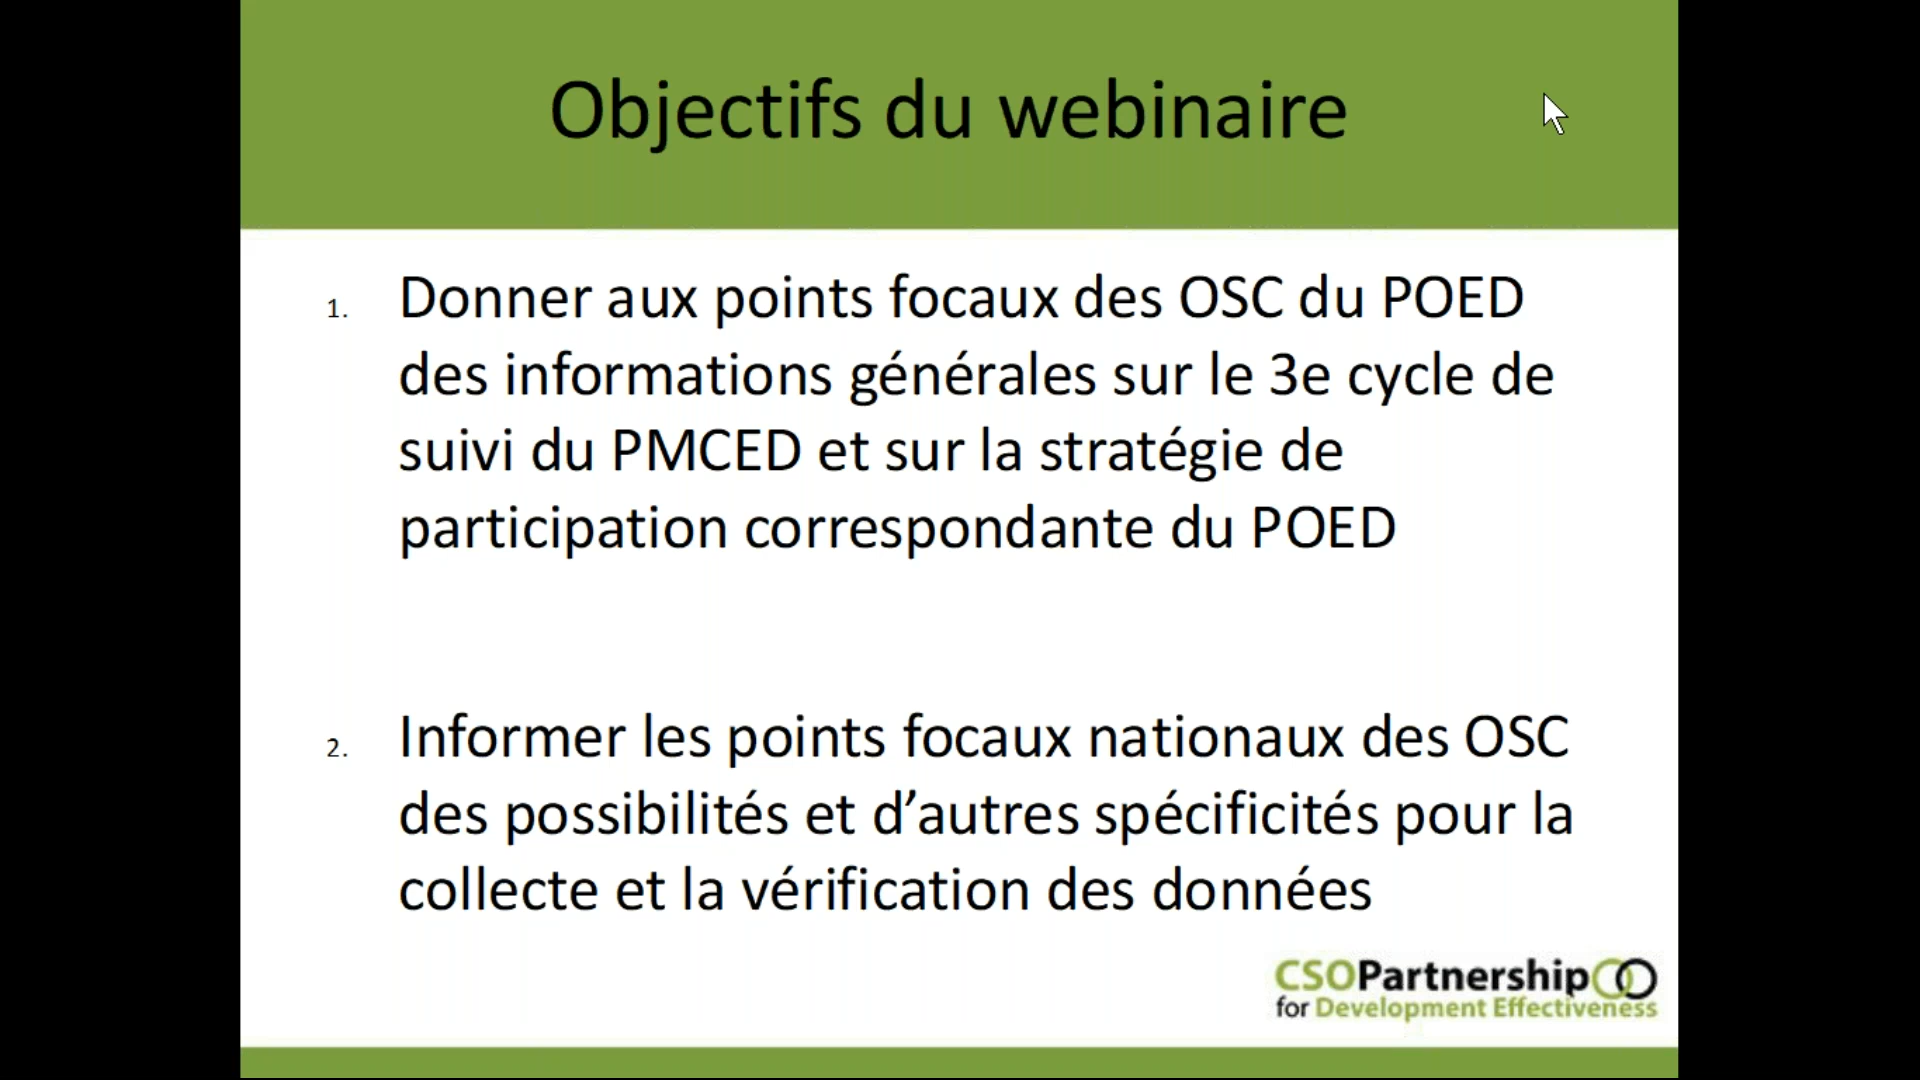 Objectifs du webinaire
1. Donner aux points focaux des OSC du POED
des informations générales sur le 3e cycle de
suivi du PMCED et sur la stratégie de
participation correspondante du POED
2. Informer les points focaux nationaux des OSC
des possibilités et d’autres spécificités pour la
collecte et la vérification des données
CSOPartnership
for Development Effectiveness